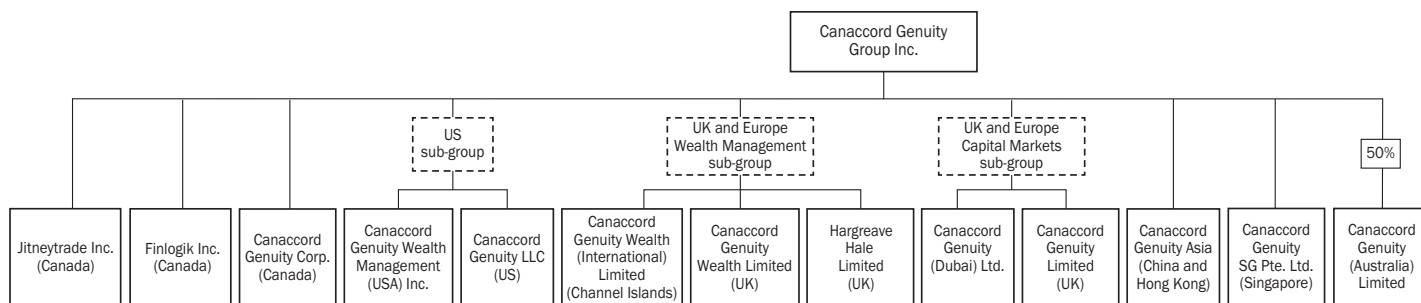 Canaccord Genuity
Group Inc.
US
sub-group
UK and Europe
Wealth Management
sub-group
UK and Europe
Capital Markets
sub-group
50%
Jitneytrade Inc.
(Canada)
Finlogik Inc.
(Canada)
Canaccord
Genuity Corp.
(Canada)
Canaccord
Genuity Wealth
Management
(USA) Inc.
Canaccord
Genuity LLC
(US)
Canaccord
Genuity Wealth
(International)
Limited
(Channel Islands)
Canaccord
Genuity
Wealth Limited
(UK)
Hargreave
Hale
Limited
(UK)
Canaccord
Genuity
(Dubai) Ltd.
Canaccord
Genuity
Limited
(UK)
Canaccord
Genuity Asia
(China and
Hong Kong)
Canaccord
Genuity
SG Pte. Ltd.
(Singapore)
Canaccord
Genuity
(Australia)
Limited